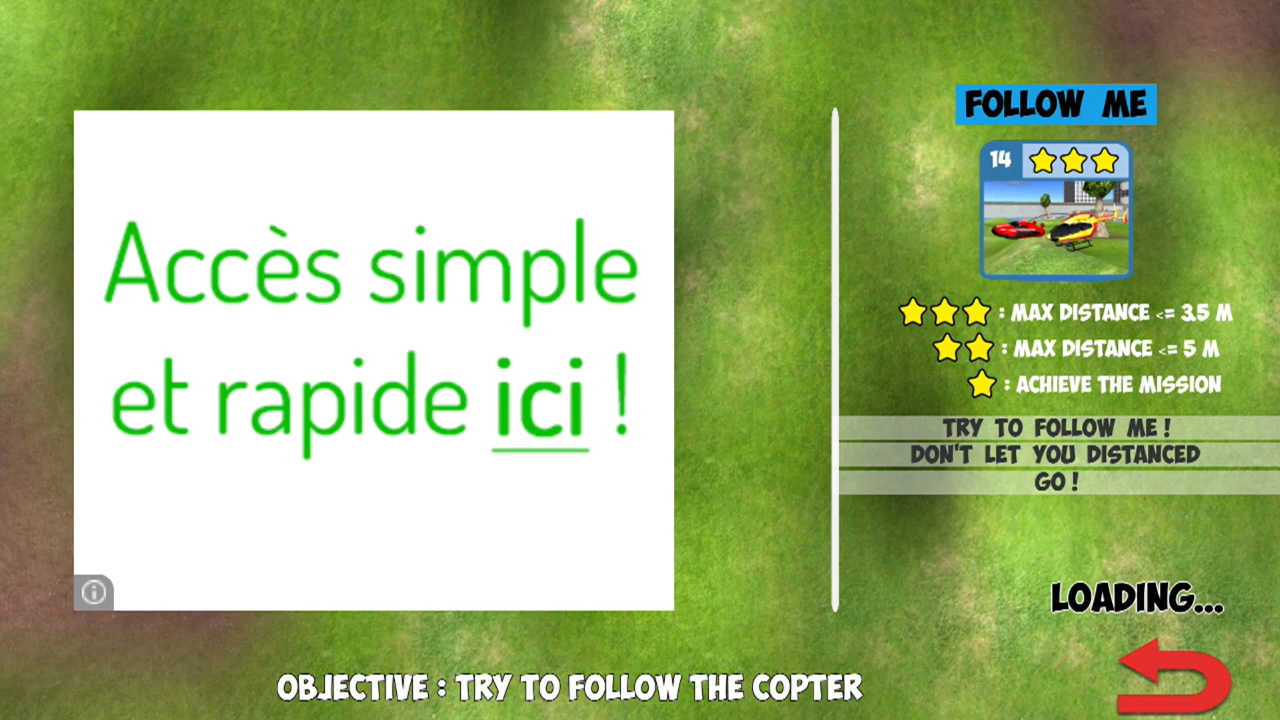 Accès simple
et rapide ici !
FOLLOW ME
14
: MAX DISTANCE <= 3.5 M
: MAX DISTANCE <= 5 M
: ACHIEVE THE MISSION
TRY TO FOLLOW ME !
DON'T LET YOU DISTANCED
GO !
LOADING...
OBJECTIVE : TRY TO FOLLOW THE COPTER